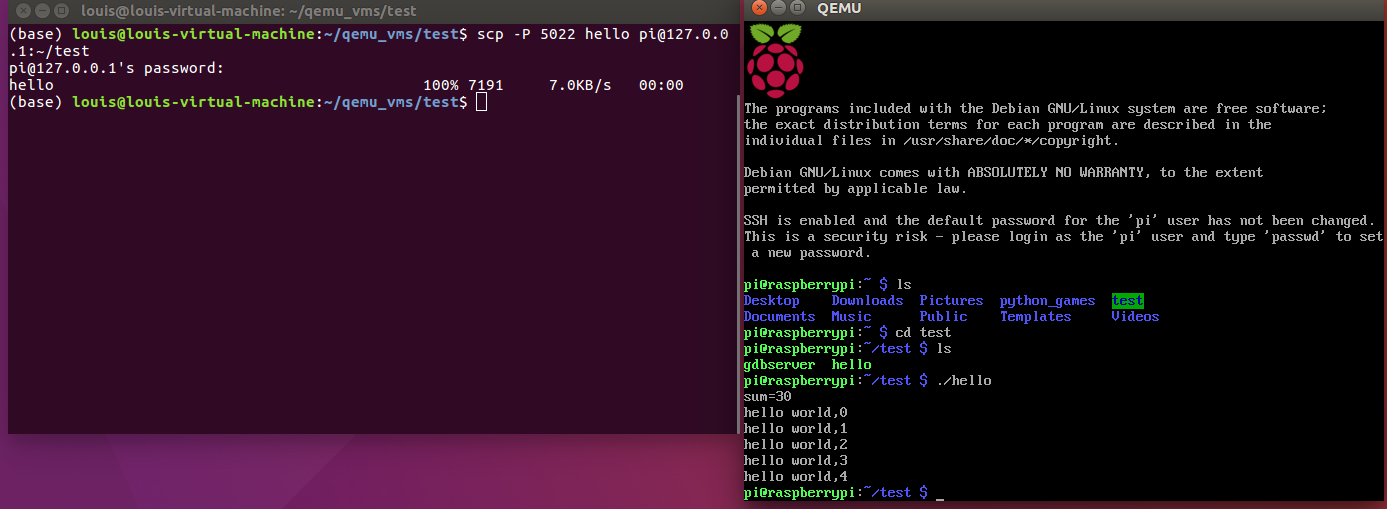 louis@louis-virtual-machine: ~/qemu_vms/test
(base) louis@louis-virtual-machine:~/qemu_vms/test$ scp -P 5022 hello pi@127.0.0
.1:~/test
pi@127.0.0.1's password:
hello 100% 7191 7.0KB/s 00:00
(base) louis@louis-virtual-machine:~/qemu_vms/test$
QEMU
The programs included with the Debian GNU/Linux system are free software;
the exact distribution terms for each program are described in the
individual files in /usr/share/doc/*/copyright.
Debian GNU/Linux comes with ABSOLUTELY NO WARRANTY, to the extent
permitted by applicable law.
SSH is enabled and the default password for the 'pi' user has not been changed.
This is a security risk - please login as the 'pi' user and type 'passwd' to set
a new password.
pi@raspberrypi:~ $ ls
Desktop Downloads Pictures python_games test
Documents Music Public Templates Videos
pi@raspberrypi:~ $ cd test
pi@raspberrypi:~/test $ ls
gdbserver hello
pi@raspberrypi:~/test $ ./hello
sum=30
hello world,0
hello world,1
hello world,2
hello world,3
hello world,4
pi@raspberrypi:~/test $ _